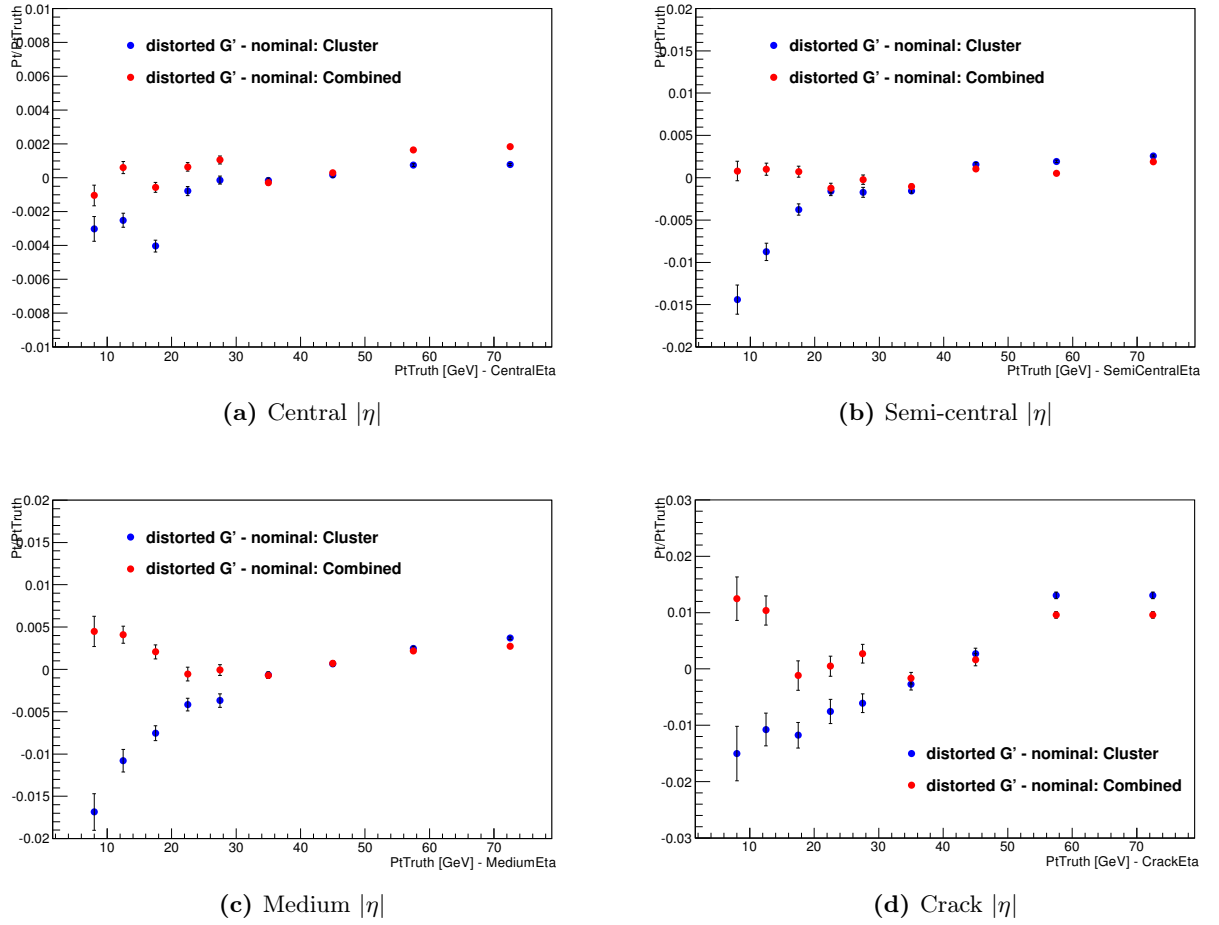 Pt/PtTruth
0.01
0.008
0.006
0.004
0.002
0
-0.002
-0.004
-0.006
-0.008
-0.01
distorted G' - nominal: Cluster
distorted G' - nominal: Combined
10 20 30 40 50 60 70
PtTruth [GeV] - CentralEta
(a) Central |η|
Pt/PtTruth
0.02
0.015
0.01
0.005
0
-0.005
-0.01
-0.015
-0.02
distorted G' - nominal: Cluster
distorted G' - nominal: Combined
10 20 30 40 50 60 70
PtTruth [GeV] - SemiCentralEta
(b) Semi-central |η|
Pt/PtTruth
0.02
0.015
0.01
0.005
0
-0.005
-0.01
-0.015
-0.02
distorted G' - nominal: Cluster
distorted G' - nominal: Combined
10 20 30 40 50 60 70
PtTruth [GeV] - MediumEta
(c) Medium |η|
Pt/PtTruth
0.03
0.02
0.01
0
-0.01
-0.02
-0.03
distorted G' - nominal: Cluster
distorted G' - nominal: Combined
10 20 30 40 50 60 70
PtTruth [GeV] - CrackEta
(d) Crack |η|